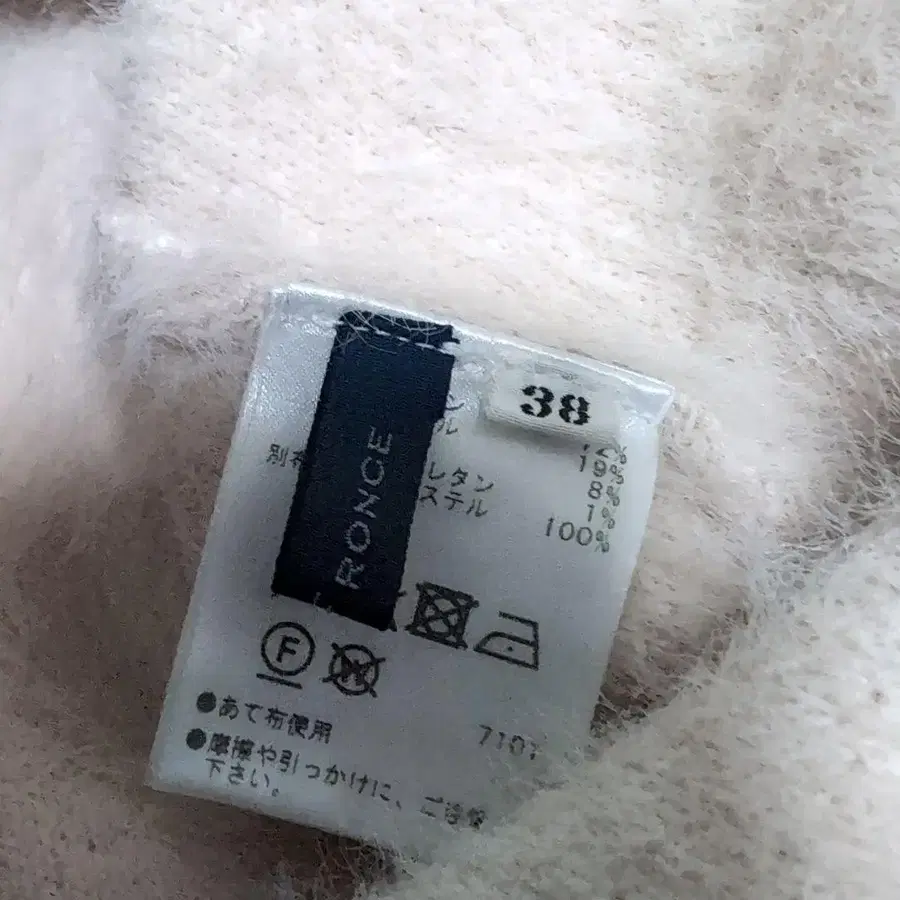 38
RONCE
ン
ル
2%
19%
別布 レタン 8%
ステル 1%
100%
F
W
●あて布使用
7107
●摩擦や引っかけに、ご注意
下さい。